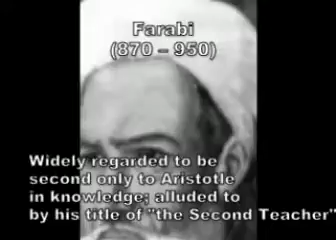 Farabi
(870 – 950)
Widely regarded to be
second only to Aristotle
in knowledge; alluded to
by his title of "the Second Teacher"